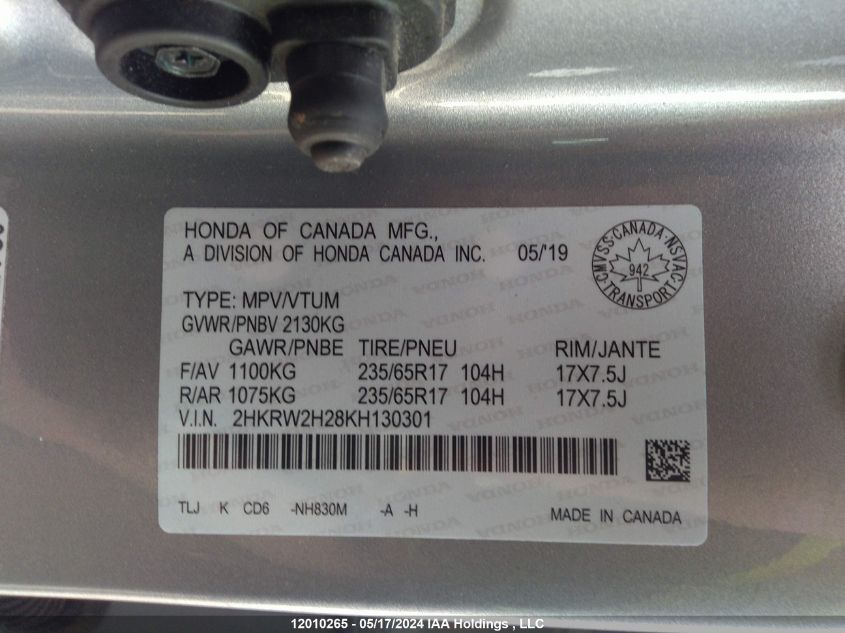 HONDA OF CANADA MFG.,
A DIVISION OF HONDA CANADA INC. 05/'19
CMVSS·CANADA·NSVAC·TRANSPORT
942
TYPE: MPV/VTUM
GVWR/PNBV 2130KG
GAWR/PNBE TIRE/PNEU RIM/JANTE
F/AV 1100KG 235/65R17 104H 17X7.5J
R/AR 1075KG 235/65R17 104H 17X7.5J
V.I.N. 2HKRW2H28KH130301
TLJ K CD6 -NH830M -A -H MADE IN CANADA
12010265 - 05/17/2024 IAA Holdings , LLC